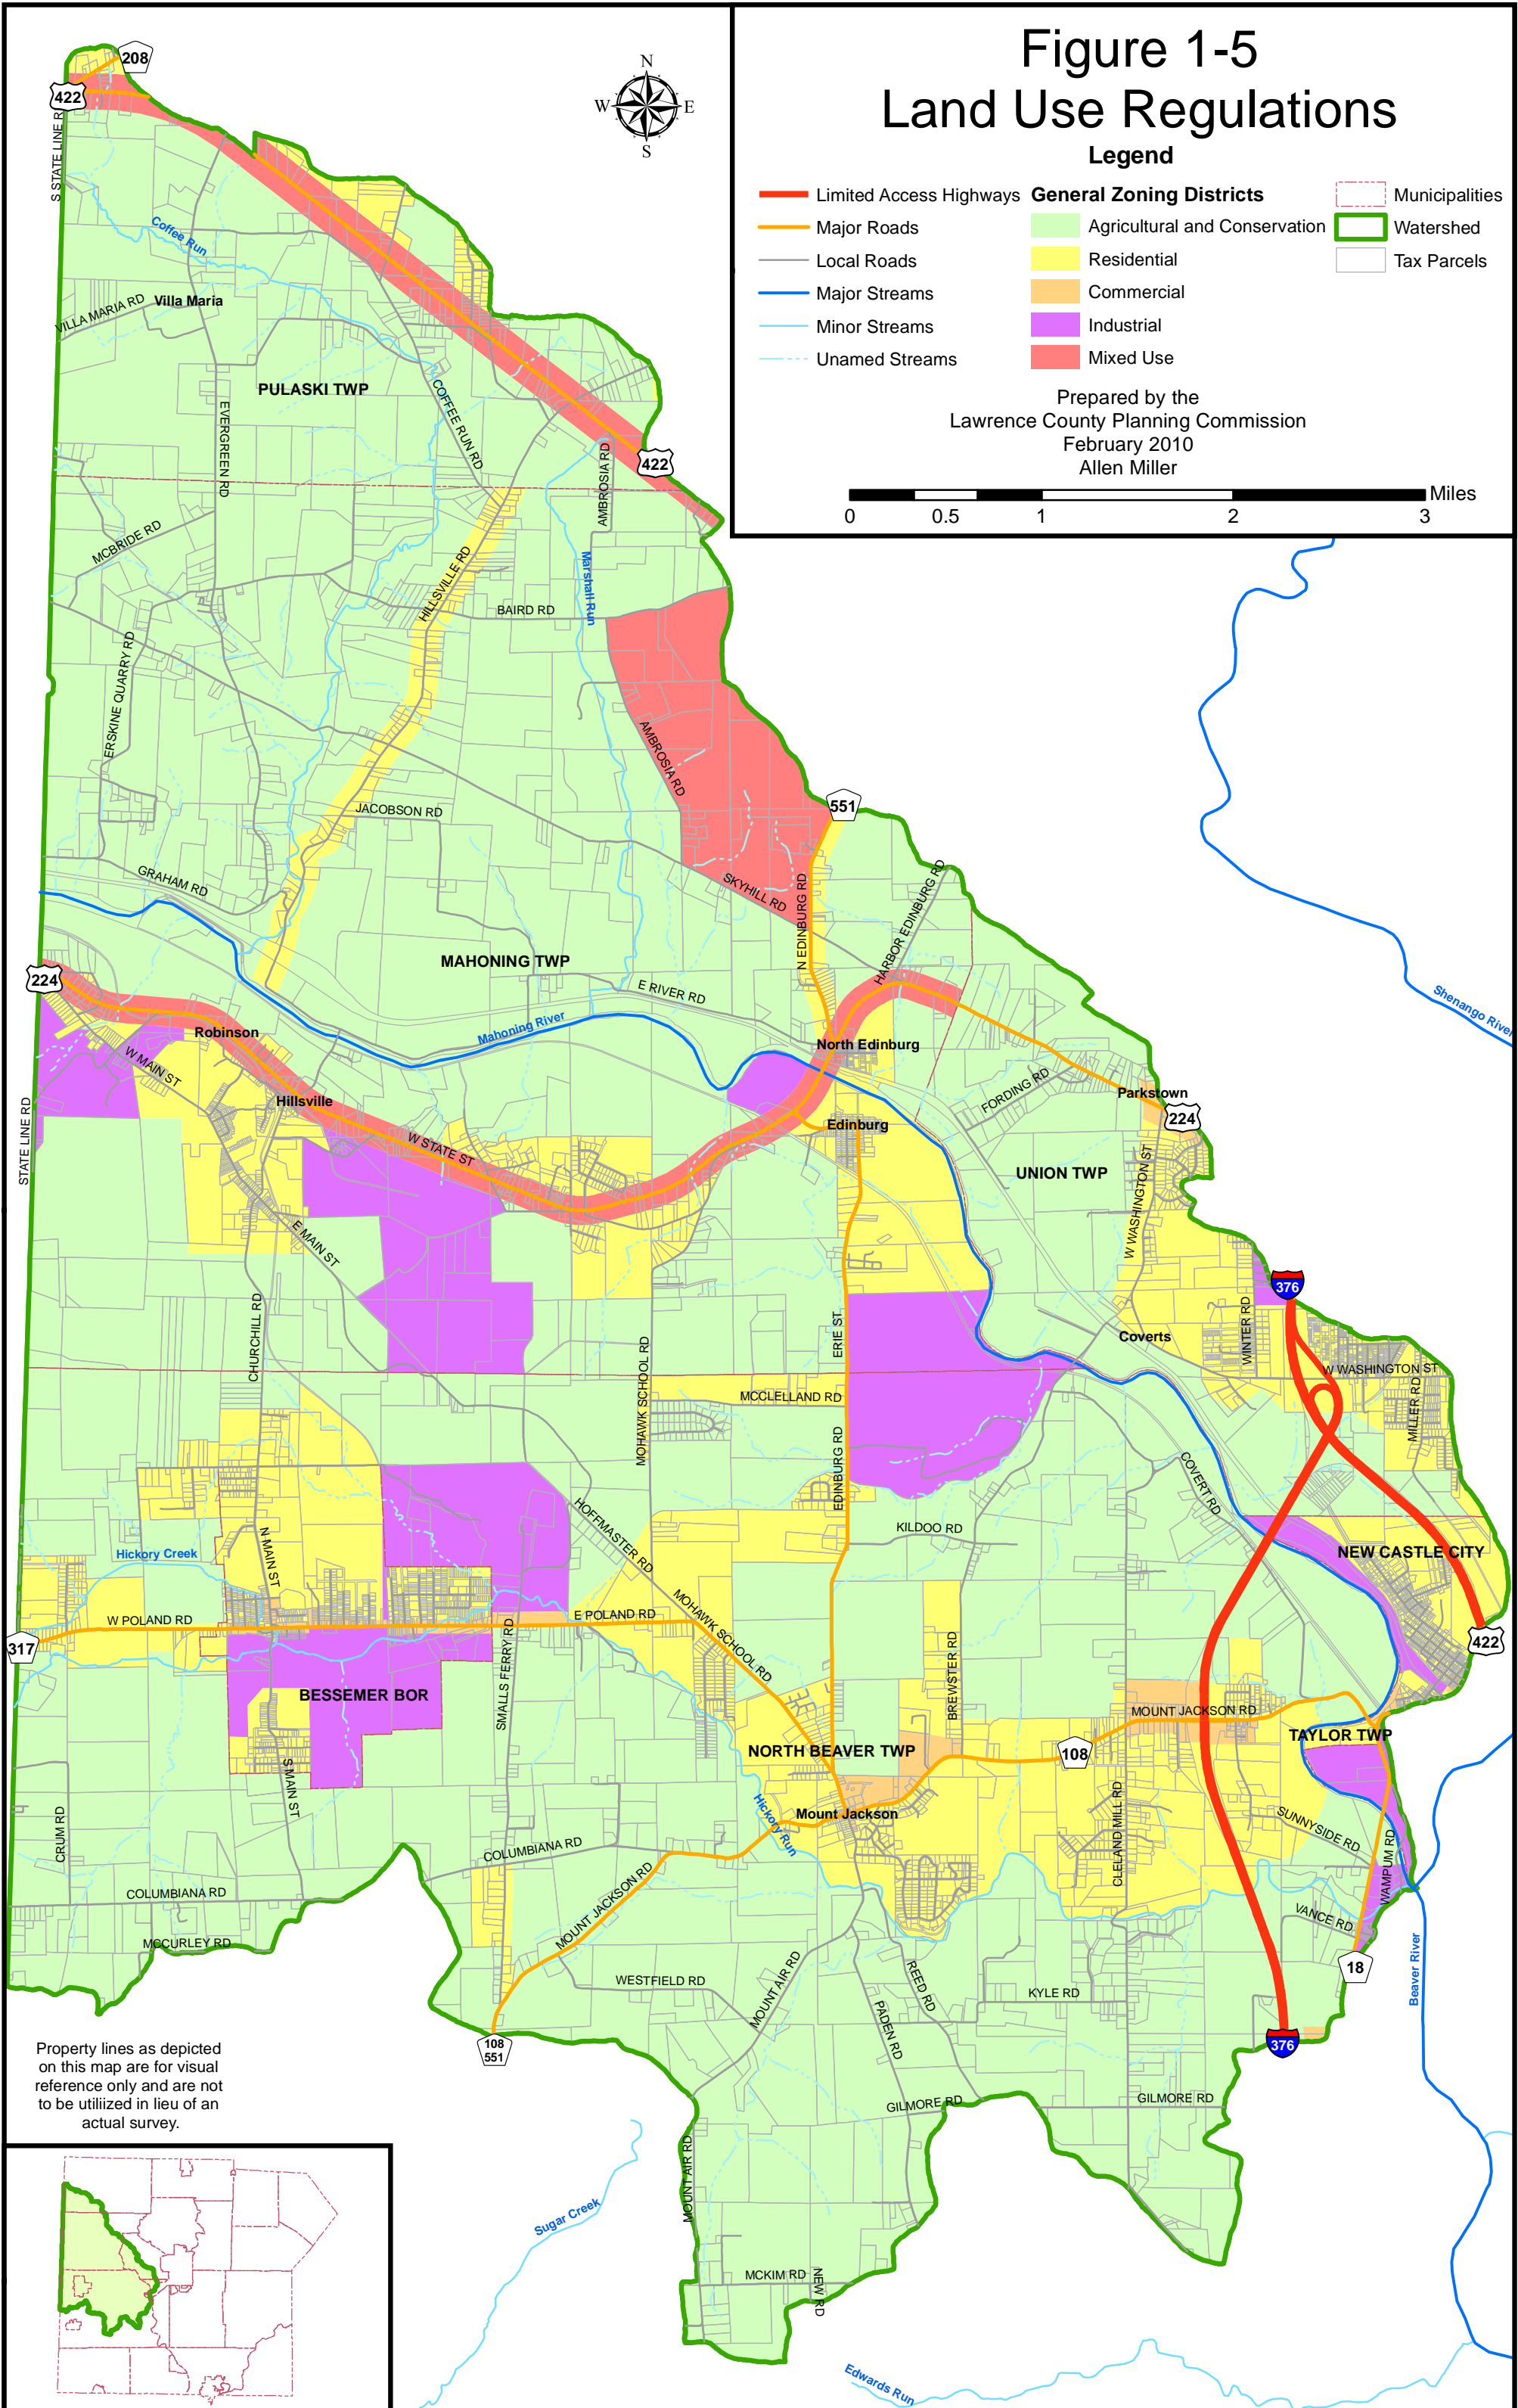 Figure 1-5
Land Use Regulations
Legend
Limited Access Highways
Major Roads
Local Roads
Major Streams
Minor Streams
Unamed Streams
General Zoning Districts
Agricultural and Conservation
Residential
Commercial
Industrial
Mixed Use
Municipalities
Watershed
Tax Parcels
Prepared by the
Lawrence County Planning Commission
February 2010
Allen Miller
Miles
0 0.5 1 2 3
N
W E
S
208
422
S STATE LINE R
Coffee Run
VILLA MARIA RD
Villa Maria
PULASKI TWP
EVERGREEN RD
COFFEE RUN RD
AMBROSIA RD
422
MCBRIDE RD
HILLSVILLE RD
Marshall Run
BAIRD RD
ERSKINE QUARRY RD
AMBROSIA RD
JACOBSON RD
551
GRAHAM RD
SKYHILL RD
N EDINBURG RD
HARBOR EDINBURG RD
MAHONING TWP
224
E RIVER RD
Shenango River
Robinson
Mahoning River
North Edinburg
W MAIN ST
Hillsville
FORDING RD
Parkstown
224
Edinburg
STATE LINE RD
W STATE ST
UNION TWP
W WASHINGTON ST
E MAIN ST
376
CHURCHILL RD
ERIE ST
Coverts
WINTER RD
W WASHINGTON ST
MOHAWK SCHOOL RD
MCCLELLAND RD
MILLER RD
EDINBURG RD
COVERT RD
HOFFMASTER RD
KILDOO RD
N MAIN ST
Hickory Creek
NEW CASTLE CITY
W POLAND RD
E POLAND RD
317
MOHAWK SCHOOL RD
422
SMALLS FERRY RD
BREWSTER RD
BESSEMER BOR
MOUNT JACKSON RD
TAYLOR TWP
NORTH BEAVER TWP
108
S MAIN ST
Mount Jackson
Hickory Run
CRUM RD
CLELAND MILL RD
SUNNYSIDE RD
WAMPUM RD
COLUMBIANA RD
COLUMBIANA RD
MOUNT JACKSON RD
VANCE RD
MCCURLEY RD
18
WESTFIELD RD
MOUNT AIR RD
REED RD
KYLE RD
Beaver River
PADEN RD
108
551
376
Property lines as depicted
on this map are for visual
reference only and are not
to be utiliized in lieu of an
actual survey.
GILMORE RD
GILMORE RD
MOUNT AIR RD
Sugar Creek
MCKIM RD
NEW RD
Edwards Run